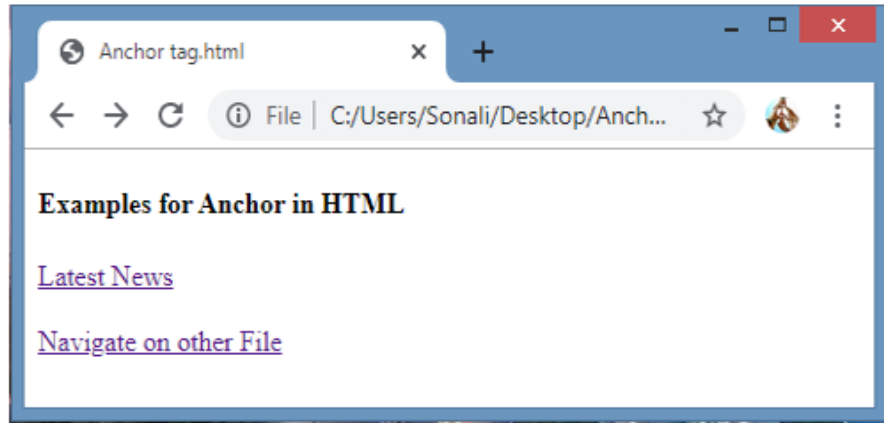 Anchor tag.html
File | C:/Users/Sonali/Desktop/Anch...
Examples for Anchor in HTML
Latest News
Navigate on other File